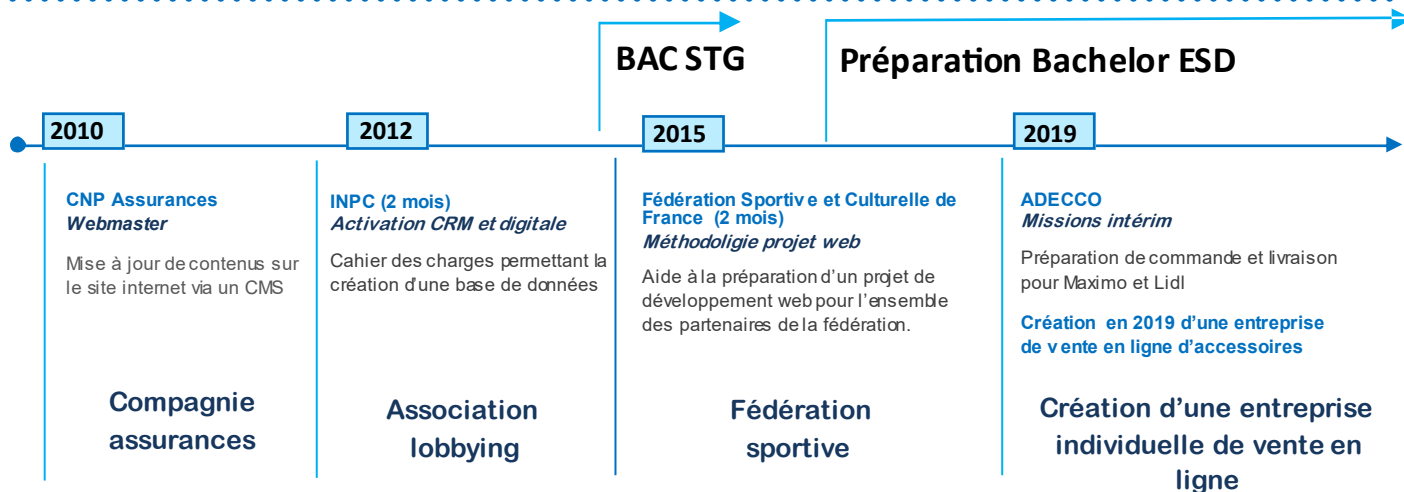 BAC STG
Préparation Bachelor ESD
2010
2012
2015
2019
CNP Assurances
Webmaster
Mise à jour de contenus sur
le site internet via un CMS
Compagnie
assurances
INPC (2 mois)
Activation CRM et digitale
Cahier des charges permettant la
création d'une base de données
Association
lobbying
Fédération Sportive et Culturelle de
France (2 mois)
Méthodoligie projet web
Aide à la préparation d'un projet de
développement web pour l'ensemble
des partenaires de la fédération.
Fédération
sportive
ADECCO
Missions intérim
Préparation de commande et livraison
pour Maximo et Lidl
Création en 2019 d'une entreprise
de vente en ligne d'accessoires
Création d'une entreprise
individuelle de vente en
ligne